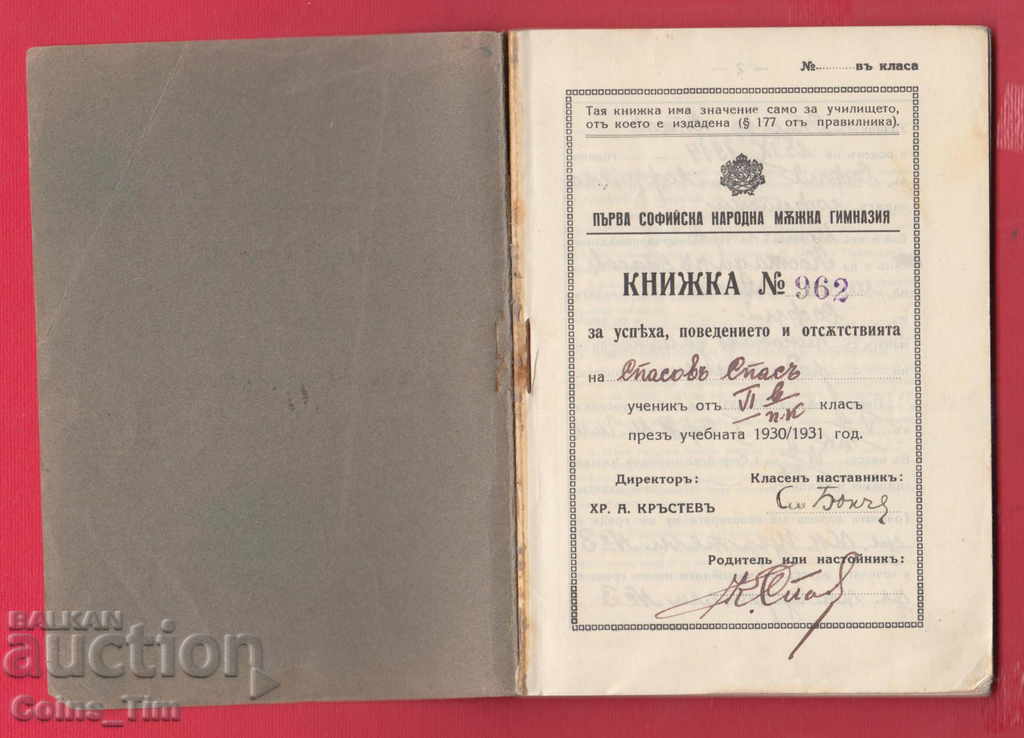 № въ класа
Тая книжка има значение само за училището,
отъ което е издадена (§ 177 отъ правилника).
ПЪРВА СОФИЙСКА НАРОДНА МѪЖКА ГИМНАЗИЯ
КНИЖКА № 962
за успѣха, поведението и отсѫтствията
на Спасовъ Спасъ
ученикъ отъ VI в п.к класъ
презъ учебната 1930/1931 год.
Директоръ: Класенъ наставникъ:
ХР. А. КРЪСТЕВЪ
Родитель или настойникъ:
BALKAN
auction
Coins_Tim